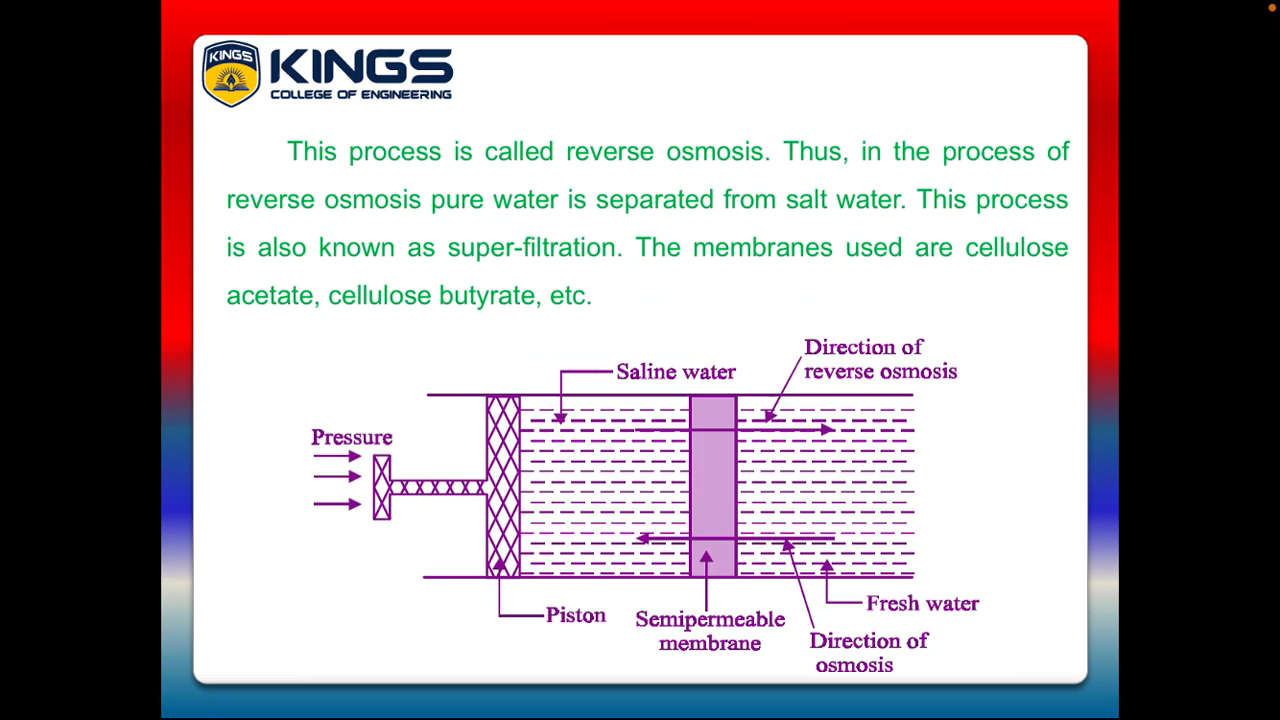 KINGS
KINGS
COLLEGE OF ENGINEERING
This process is called reverse osmosis. Thus, in the process of
reverse osmosis pure water is separated from salt water. This process
is also known as super-filtration. The membranes used are cellulose
acetate, cellulose butyrate, etc.
Direction of
reverse osmosis
Saline water
Pressure
Fresh water
Piston
Semipermeable
membrane
Direction of
osmosis